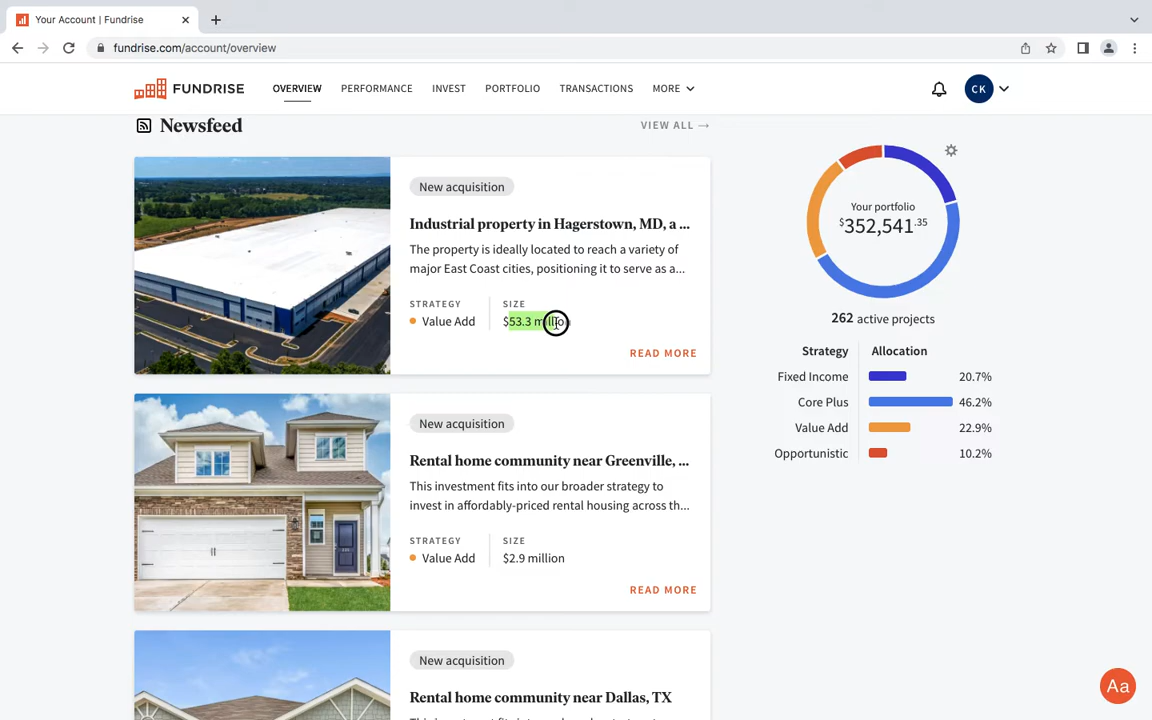 Your Account | Fundrise
fundrise.com/account/overview
FUNDRISE
OVERVIEW
PERFORMANCE
INVEST
PORTFOLIO
TRANSACTIONS
MORE
CK
Newsfeed
VIEW ALL →
New acquisition
Industrial property in Hagerstown, MD, a ...
The property is ideally located to reach a variety of
major East Coast cities, positioning it to serve as a...
STRATEGY
Value Add
SIZE
$53.3 million
READ MORE
New acquisition
Rental home community near Greenville, ...
This investment fits into our broader strategy to
invest in affordably-priced rental housing across th...
STRATEGY
Value Add
SIZE
$2.9 million
READ MORE
New acquisition
Rental home community near Dallas, TX
Your portfolio
$352,541.35
262 active projects
Strategy Allocation
Fixed Income 20.7%
Core Plus 46.2%
Value Add 22.9%
Opportunistic 10.2%
Aa